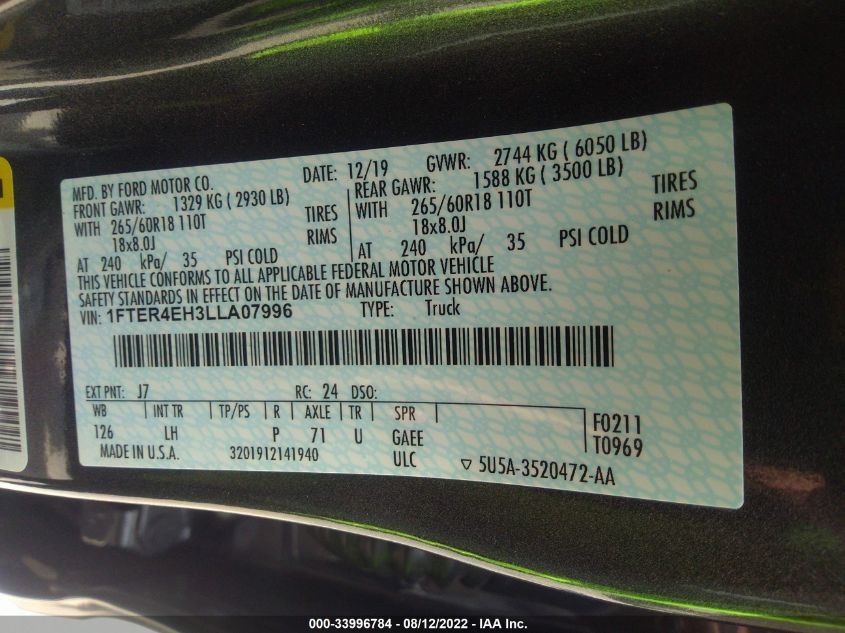 MFD. BY FORD MOTOR CO. DATE: 12/19 GVWR: 2744 KG ( 6050 LB)
FRONT GAWR: 1329 KG ( 2930 LB) REAR GAWR: 1588 KG ( 3500 LB)
WITH 265/60R18 110T TIRES WITH 265/60R18 110T TIRES
18x8.0J RIMS 18x8.0J RIMS
AT 240 kPa/ 35 PSI COLD AT 240 kPa/ 35 PSI COLD
THIS VEHICLE CONFORMS TO ALL APPLICABLE FEDERAL MOTOR VEHICLE
SAFETY STANDARDS IN EFFECT ON THE DATE OF MANUFACTURE SHOWN ABOVE.
VIN: 1FTER4EH3LLA07996 TYPE: Truck
EXT PNT: J7 RC: 24 DSO:
WB INT TR TP/PS R AXLE TR SPR F0211
126 LH P 71 U GAEE T0969
MADE IN U.S.A. 3201912141940 ULC ▽ 5U5A-3520472-AA
000-33996784 - 08/12/2022 - © IAA Inc.